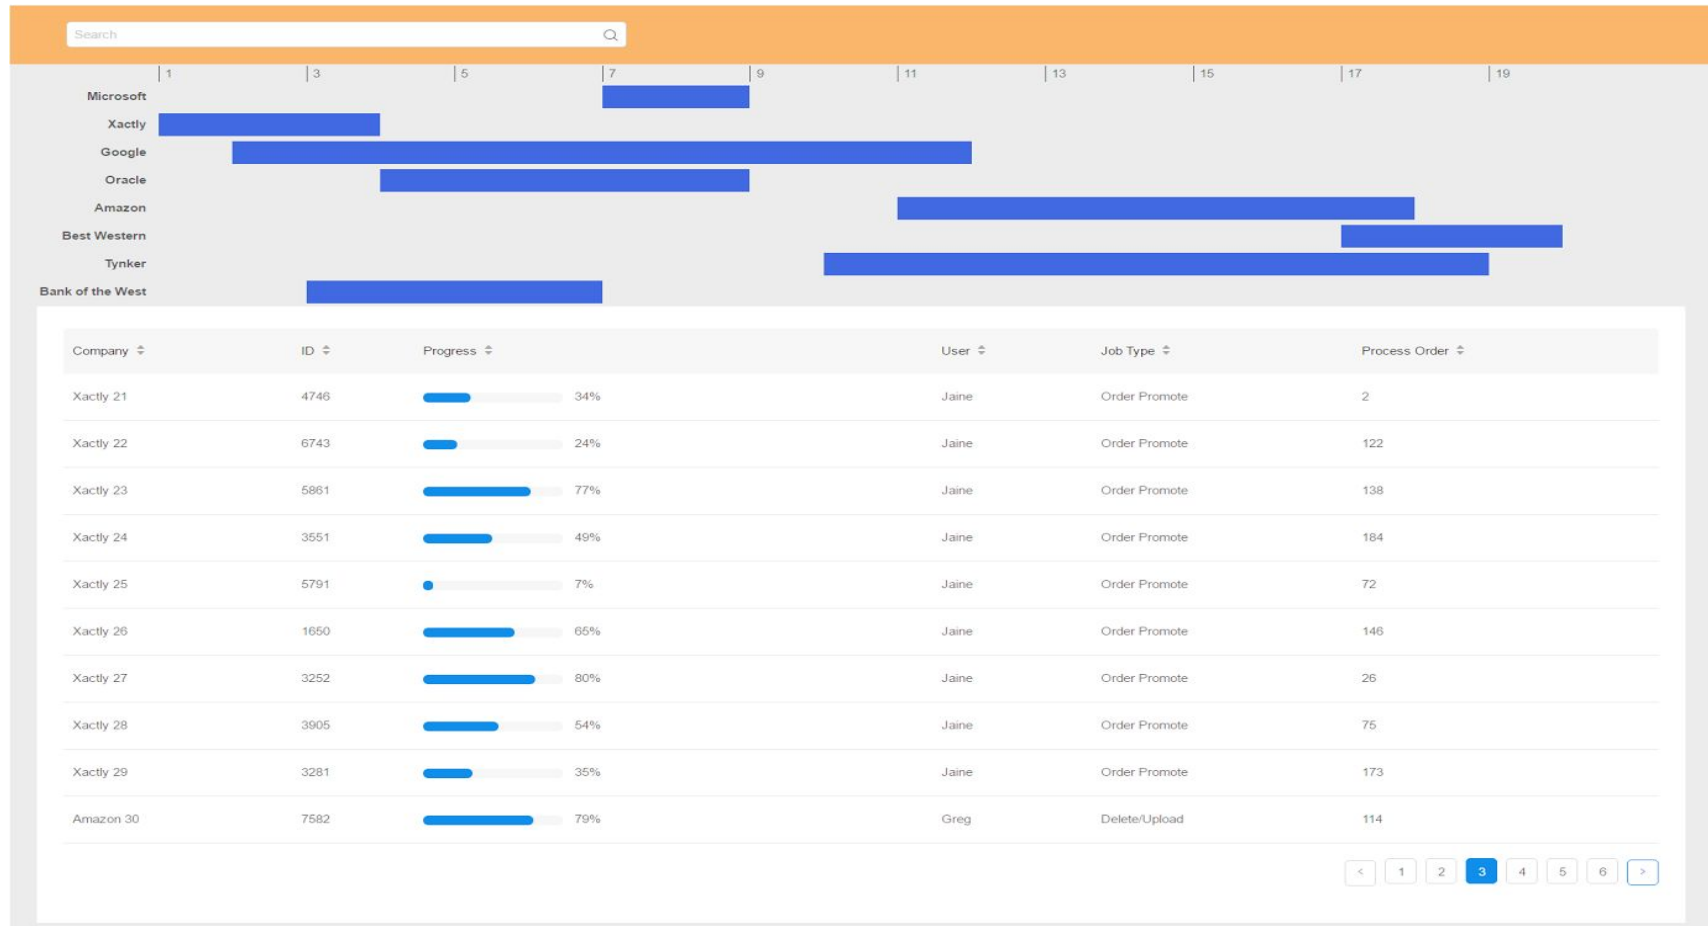 Search
1 3 5 7 9 11 13 15 17 19
Microsoft
Xactly
Google
Oracle
Amazon
Best Western
Tynker
Bank of the West
Company ID Progress User Job Type Process Order
Xactly 21 4746 34% Jaine Order Promote 2
Xactly 22 6743 24% Jaine Order Promote 122
Xactly 23 5861 77% Jaine Order Promote 138
Xactly 24 3551 49% Jaine Order Promote 184
Xactly 25 5791 7% Jaine Order Promote 72
Xactly 26 1650 65% Jaine Order Promote 146
Xactly 27 3252 80% Jaine Order Promote 26
Xactly 28 3905 54% Jaine Order Promote 75
Xactly 29 3281 35% Jaine Order Promote 173
Amazon 30 7582 79% Greg Delete/Upload 114
< 1 2 3 4 5 6 >